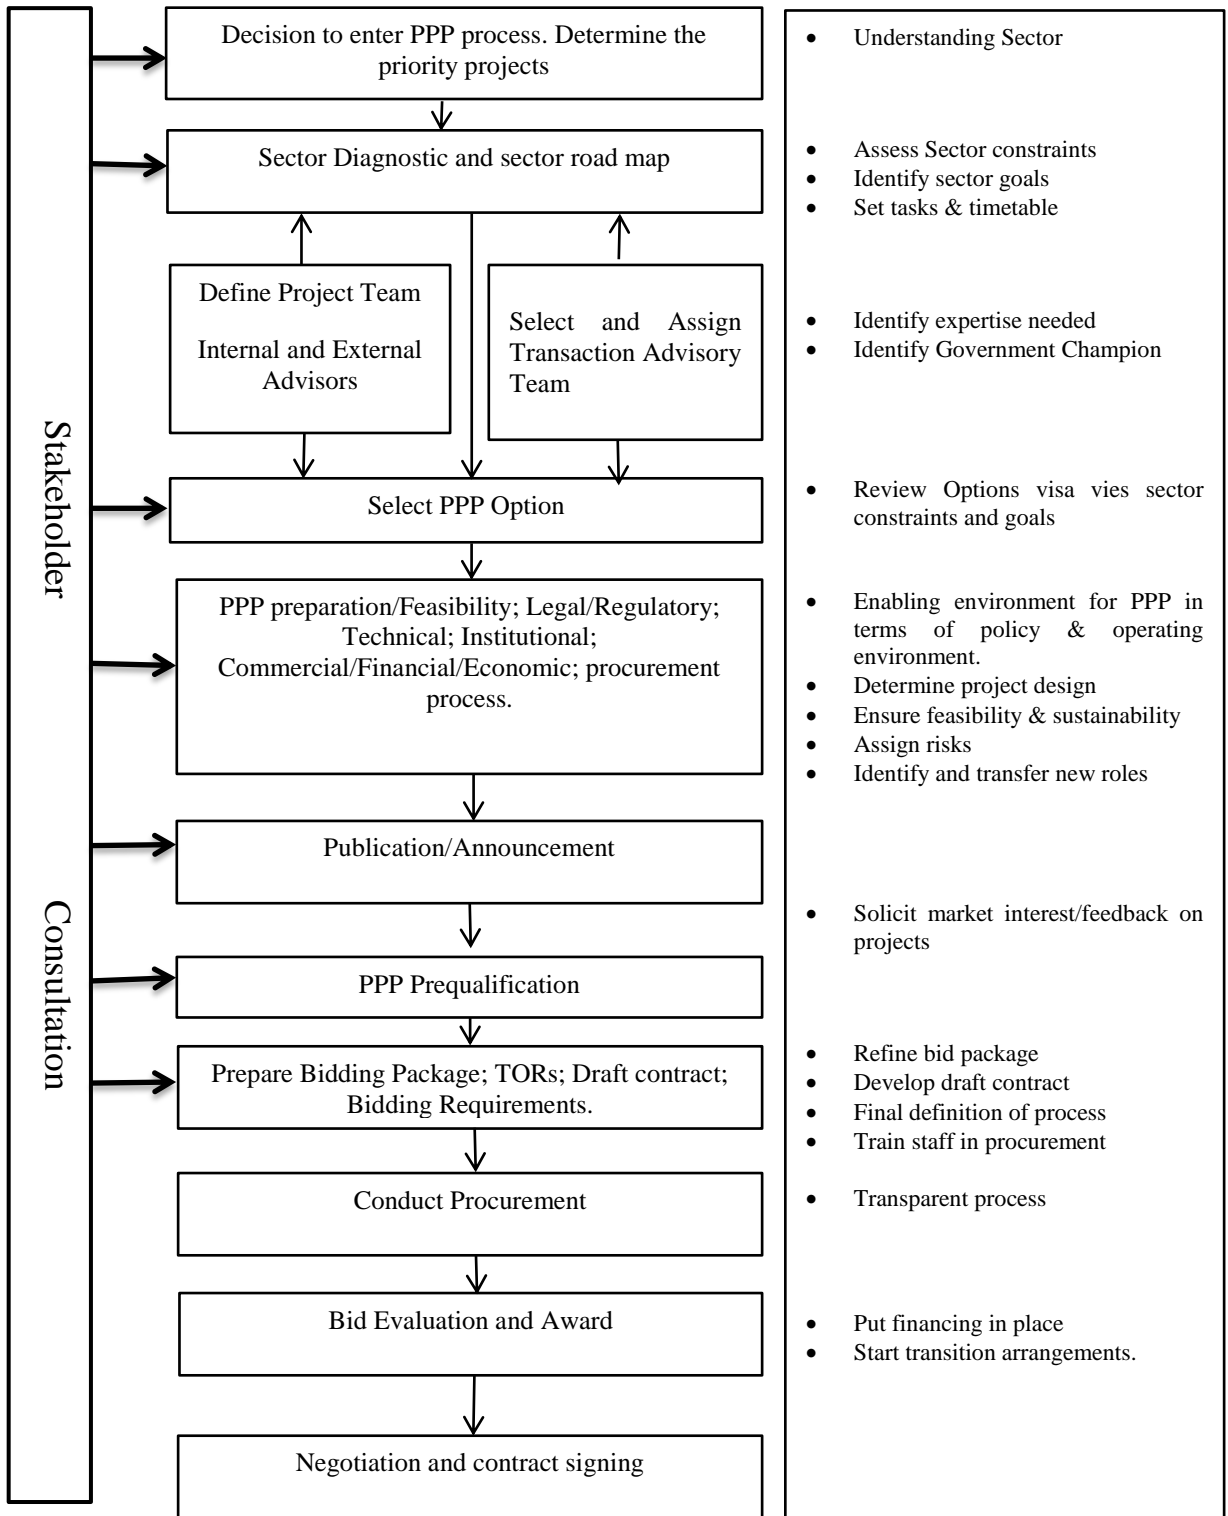 Decision to enter PPP process. Determine the
priority projects
Sector Diagnostic and sector road map
Define Project Team
Internal and External
Advisors
Select and Assign
Transaction Advisory
Team
Select PPP Option
PPP preparation/Feasibility; Legal/Regulatory;
Technical; Institutional;
Commercial/Financial/Economic; procurement
process.
Publication/Announcement
PPP Prequalification
Prepare Bidding Package; TORs; Draft contract;
Bidding Requirements.
Conduct Procurement
Bid Evaluation and Award
Negotiation and contract signing
Stakeholder Consultation
• Understanding Sector
• Assess Sector constraints
• Identify sector goals
• Set tasks & timetable
• Identify expertise needed
• Identify Government Champion
• Review Options visa vies sector
constraints and goals
• Enabling environment for PPP in
terms of policy & operating
environment.
• Determine project design
• Ensure feasibility & sustainability
• Assign risks
• Identify and transfer new roles
• Solicit market interest/feedback on
projects
• Refine bid package
• Develop draft contract
• Final definition of process
• Train staff in procurement
• Transparent process
• Put financing in place
• Start transition arrangements.